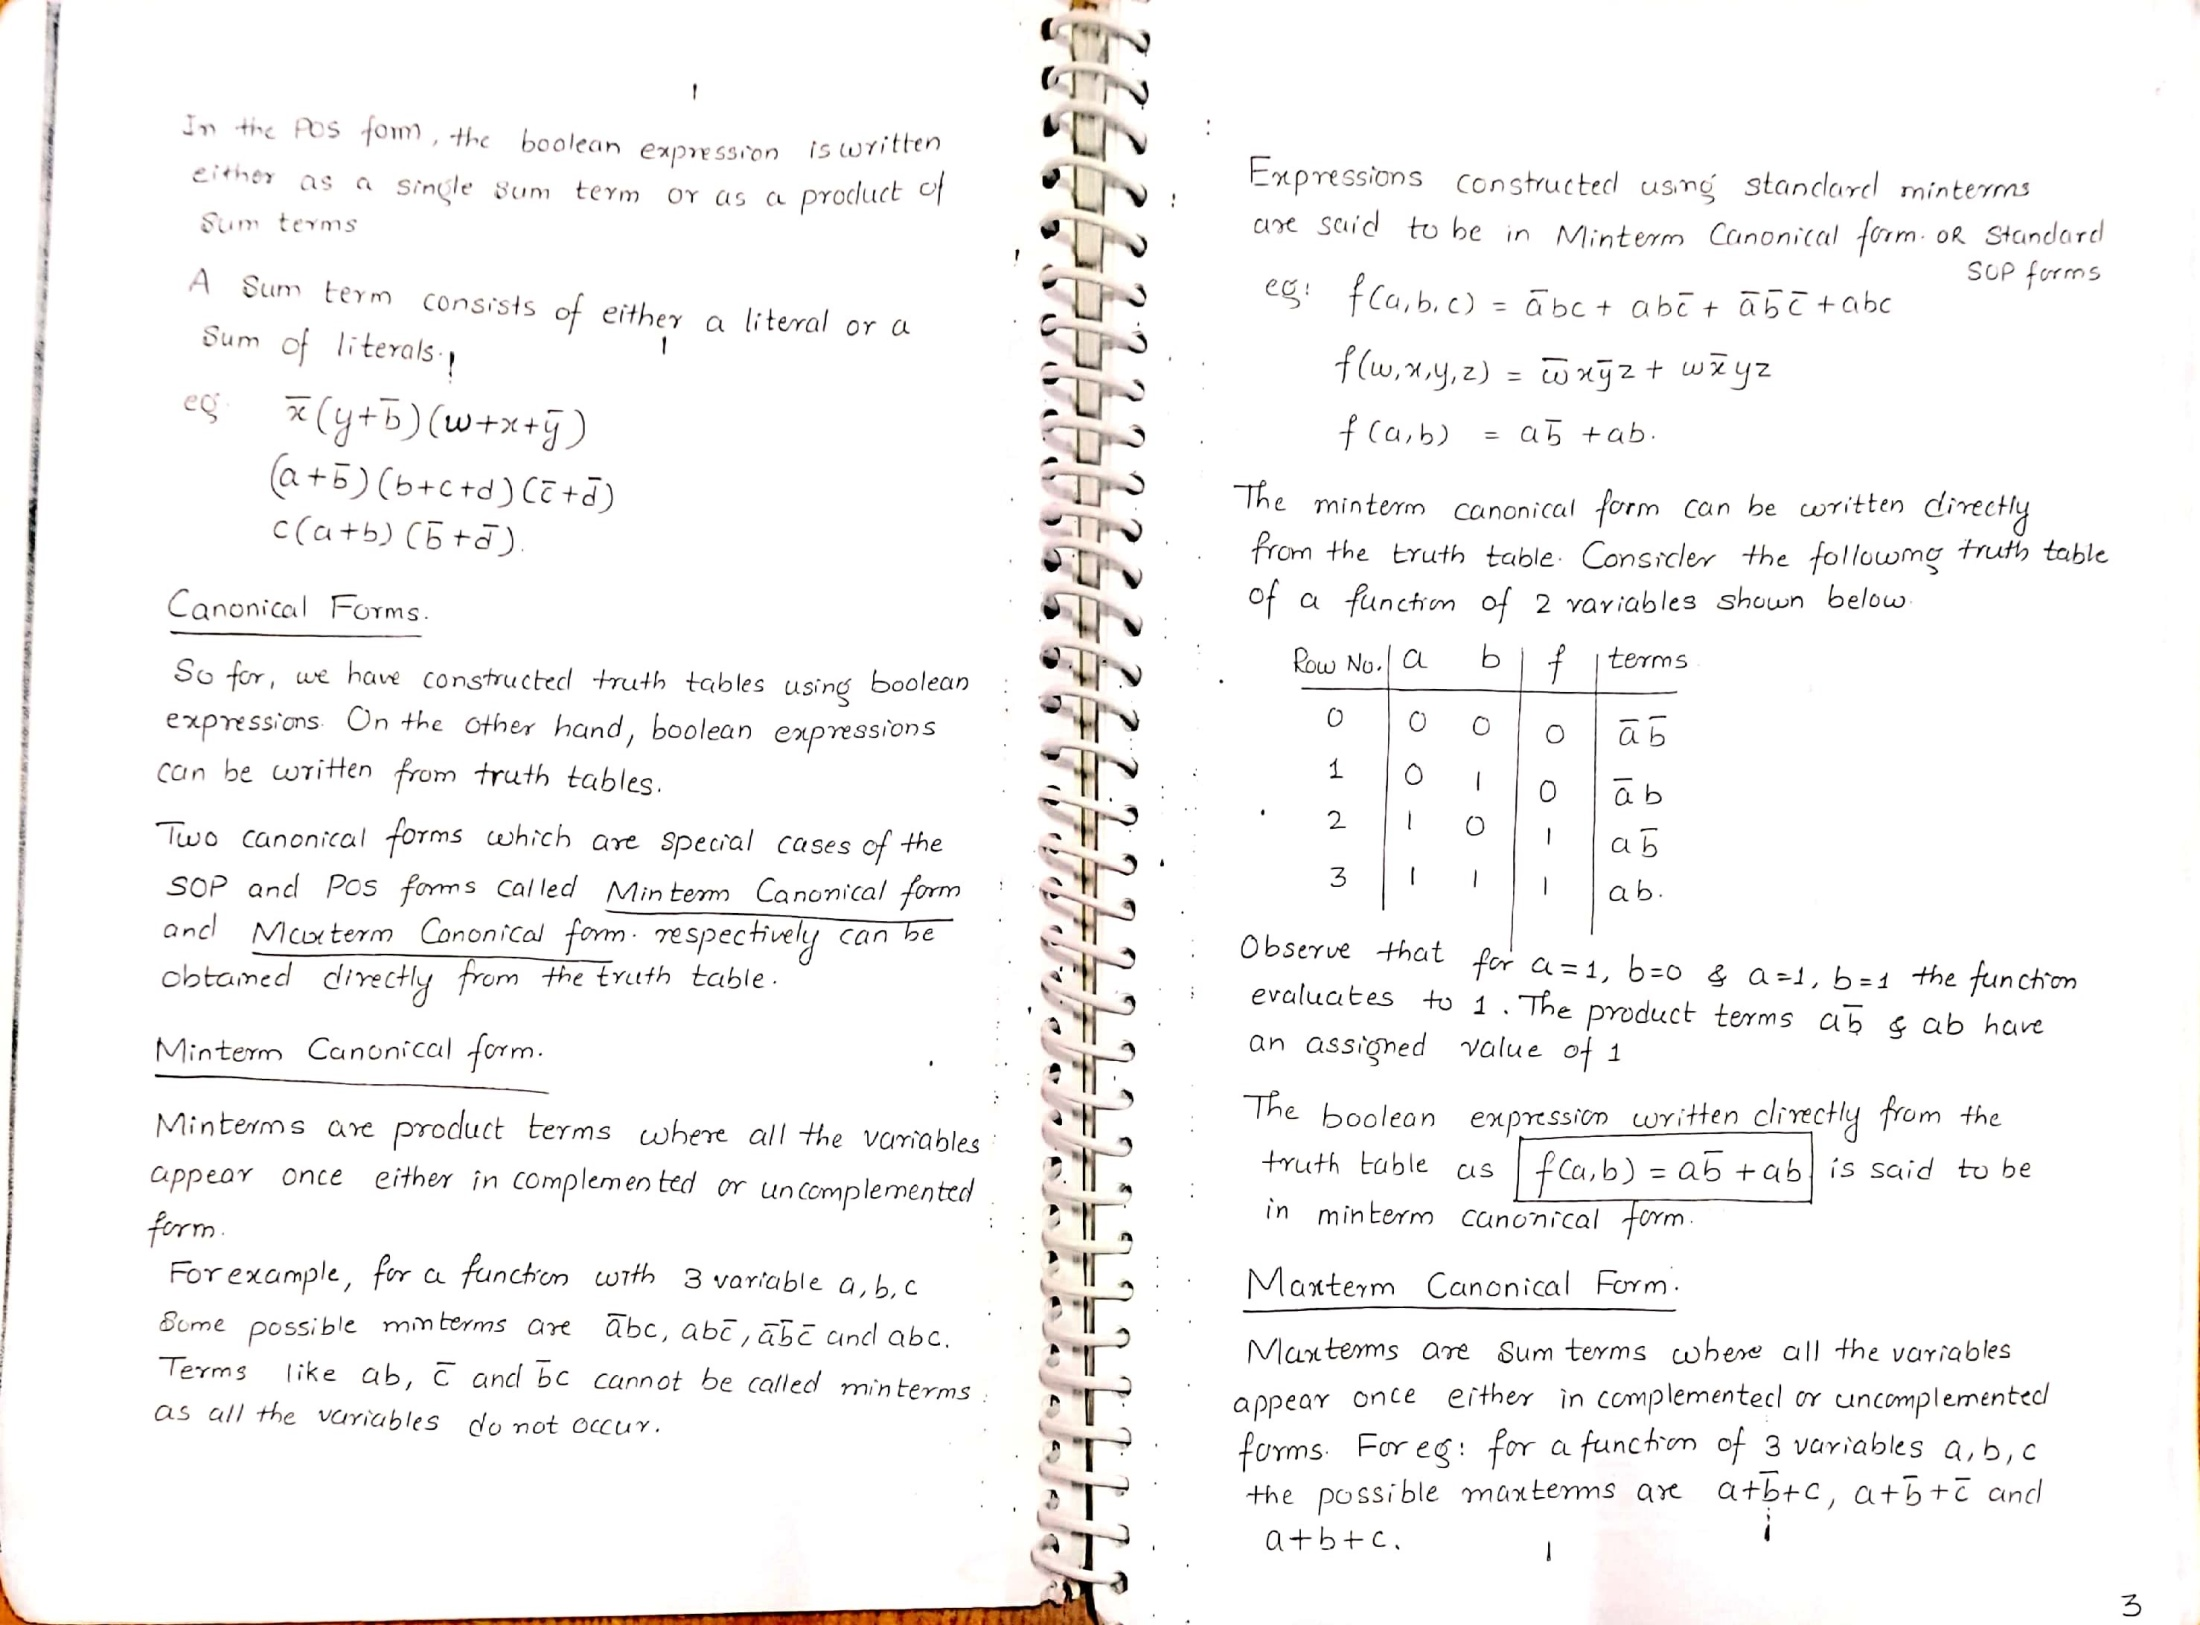 In the POS form, the boolean expression is written
either as a single sum term or as a product of
Sum terms
A Sum term consists of either a literal or a
Sum of literals.
eg. x̅(y+b̅)(w+x+y̅)
(a+b̅)(b+c+d)(c̅+d̅)
c(a+b)(b̅+d̅).
Canonical Forms.
So for, we have constructed truth tables using boolean
expressions. On the other hand, boolean expressions
can be written from truth tables.
Two canonical forms which are special cases of the
SOP and POS forms called Minterm Canonical form
and Maxterm Canonical form. respectively can be
obtained directly from the truth table.
Minterm Canonical form.
Minterms are product terms where all the variables
appear once either in complemented or uncomplemented
form.
For example, for a function with 3 variable a, b, c
Some possible minterms are a̅bc, abc̅, a̅b̅c̅ and abc.
Terms like ab, c̅ and b̅c cannot be called minterms
as all the variables do not occur.
Expressions constructed using standard minterms
are said to be in Minterm Canonical form. OR Standard
SOP forms
eg: f(a,b,c) = a̅bc + abc̅ + a̅b̅c̅ + abc
f(w,x,y,z) = w̅xy̅z + wx̅yz
f(a,b) = ab̅ + ab.
The minterm canonical form can be written directly
from the truth table. Consider the following truth table
of a function of 2 variables shown below.
Row No. a b f terms
0 0 0 0 a̅b̅
1 0 1 0 a̅b
2 1 0 1 ab̅
3 1 1 1 ab.
Observe that for a=1, b=0 & a=1, b=1 the function
evaluates to 1. The product terms ab̅ & ab have
an assigned value of 1
The boolean expression written directly from the
truth table as f(a,b) = ab̅ + ab is said to be
in minterm canonical form.
Maxterm Canonical Form.
Maxterms are Sum terms where all the variables
appear once either in complemented or uncomplemented
forms. For eg: for a function of 3 variables a, b, c
the possible maxterms are a+b̅+c, a+b̅+c̅ and
a+b+c.
3